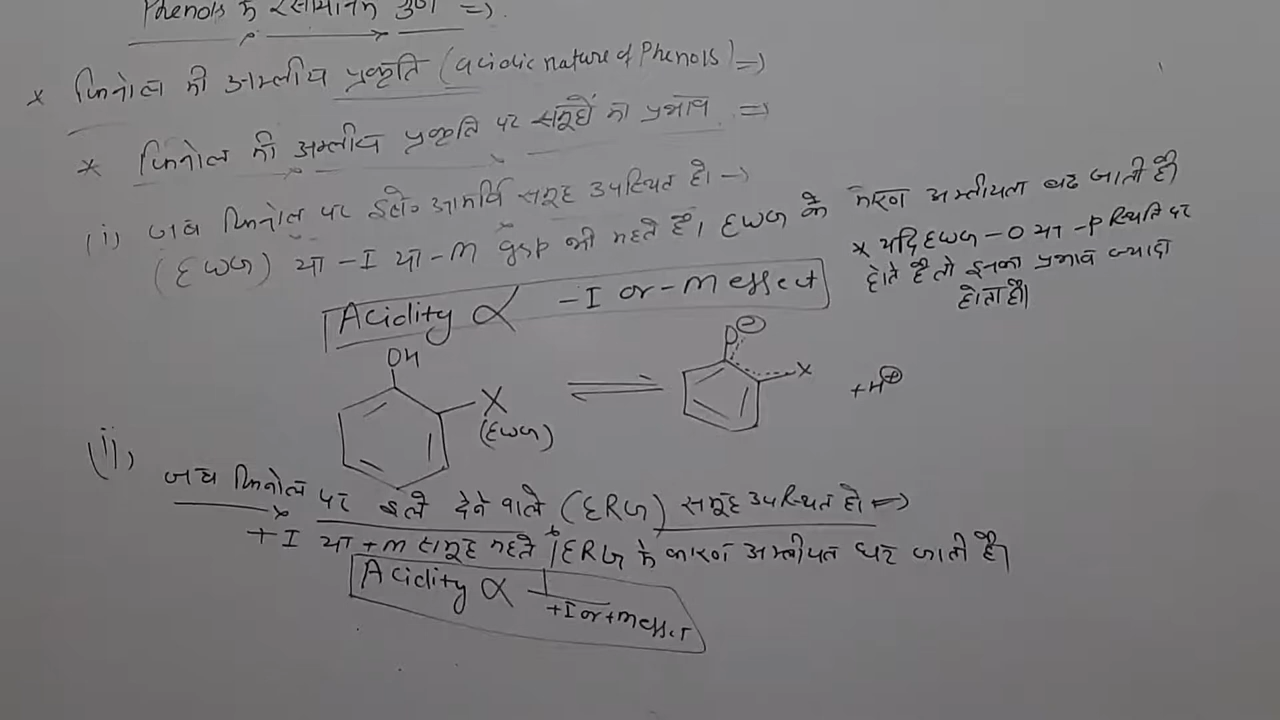 Phenols के रसायनिक गुण =>
* फिनोल की अम्लीय प्रकृति (acidic nature of Phenols) =>
* फिनोल की अम्लीय प्रकृति पर समूहों का प्रभाव =>
(i) जब फिनोल पर इले० आकर्षि समूह उपस्थित हो ->
(EWG) या -I या -M gsp भी कहते हैं। EWG के कारण अम्लीयता बढ जाती है
* यदि EWG -O या -P स्थिति पर
होते है तो इनका प्रभाव ज्यादा
होता है।
Acidity ∝ -I or -M effect
OH
X
(EWG)
⇌
O⊖
X
+H⊕
(ii)
जब फिनोल पर इले देने वाले (ERG) समूह उपस्थित हो =>
+I या +M समूह कहते ERG के कारण अम्लीयत घट जाती है।
Acidity ∝ 1/+I or +M effect